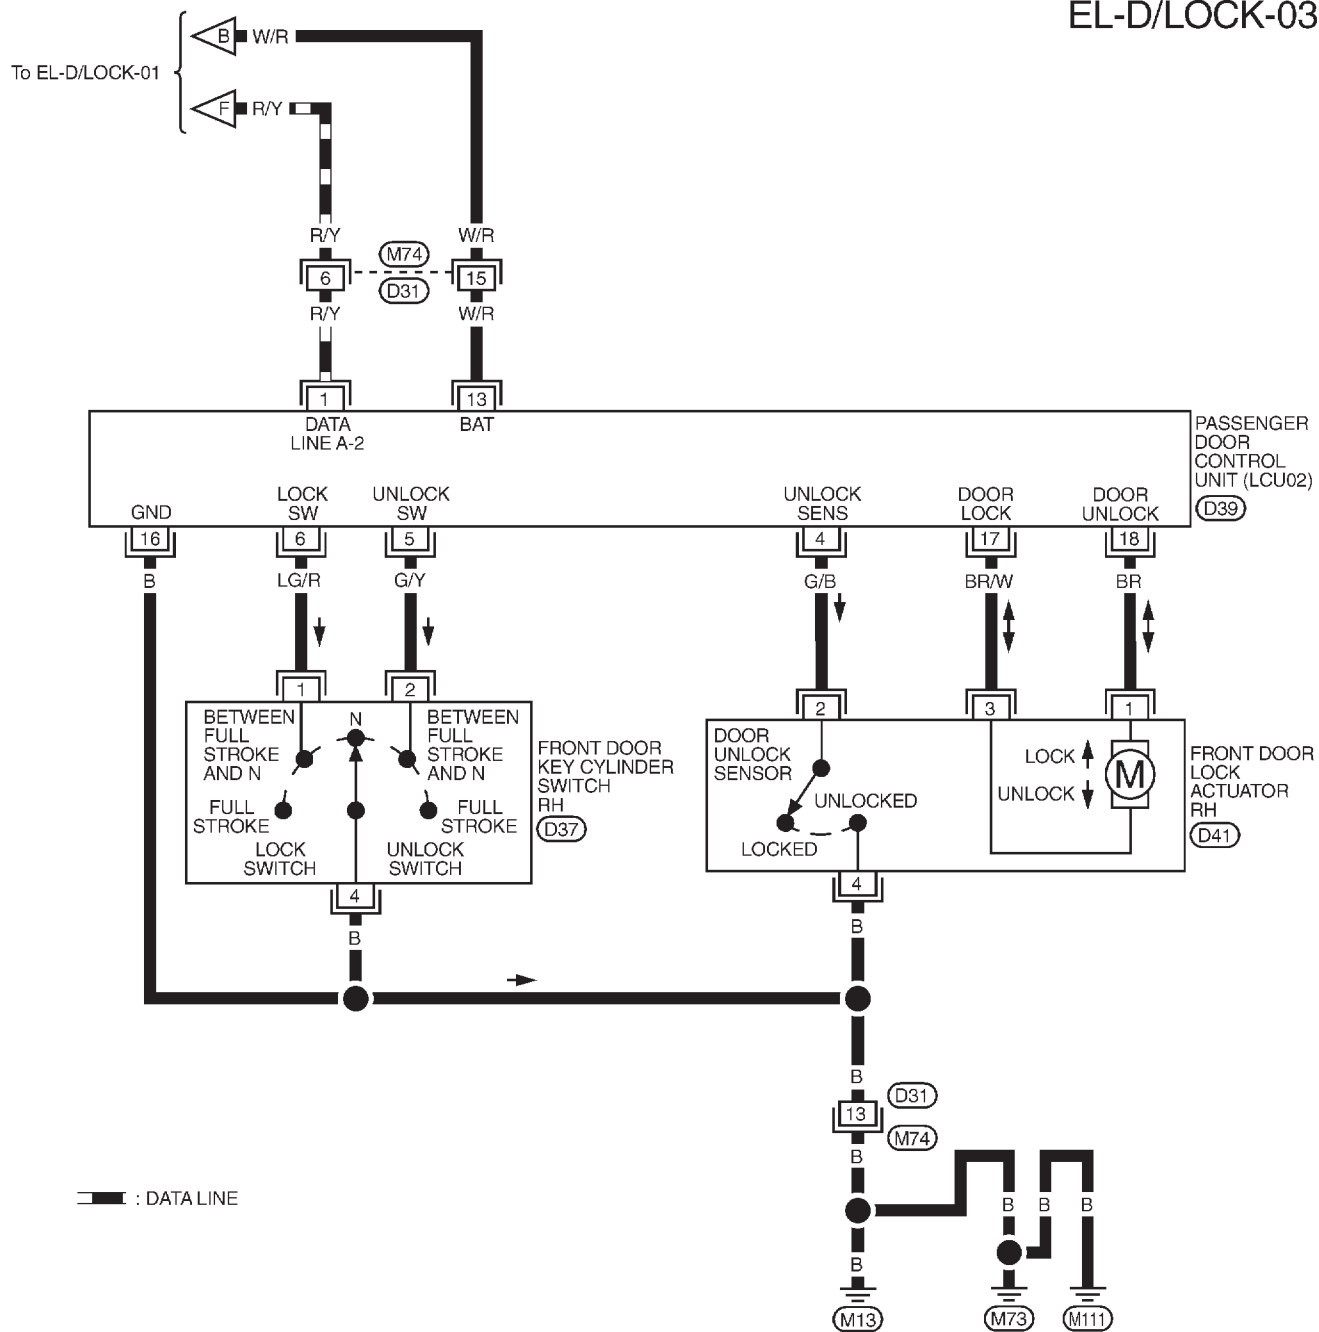 EL-D/LOCK-03
To EL-D/LOCK-01
B W/R
F R/Y
R/Y W/R
M74
6 15
D31
R/Y W/R
1 13
DATA BAT
LINE A-2
PASSENGER
DOOR
CONTROL
UNIT (LCU02)
D39
GND
LOCK
SW
UNLOCK
SW
UNLOCK
SENS
DOOR
LOCK
DOOR
UNLOCK
16 6 5 4 17 18
B LG/R G/Y G/B BR/W BR
1 2 2 3 1
BETWEEN
FULL
STROKE
AND N
N
BETWEEN
FULL
STROKE
AND N
FULL
STROKE
FULL
STROKE
LOCK
SWITCH
UNLOCK
SWITCH
FRONT DOOR
KEY CYLINDER
SWITCH
RH
D37
DOOR
UNLOCK
SENSOR
UNLOCKED
LOCKED
LOCK
UNLOCK
M
FRONT DOOR
LOCK
ACTUATOR
RH
D41
4 4
B B
B
13
D31
M74
B
B B B
B
: DATA LINE
M13 M73 M111